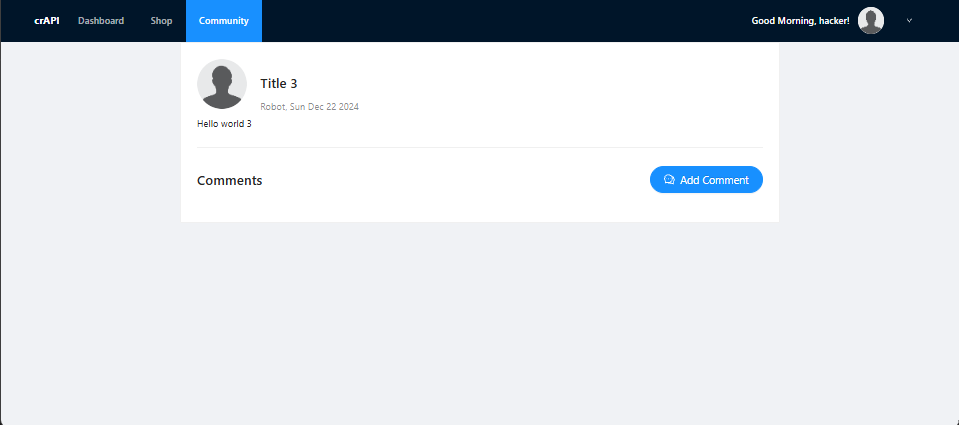 crAPI Dashboard Shop Community Good Morning, hacker!
Title 3
Robot, Sun Dec 22 2024
Hello world 3
Comments Add Comment